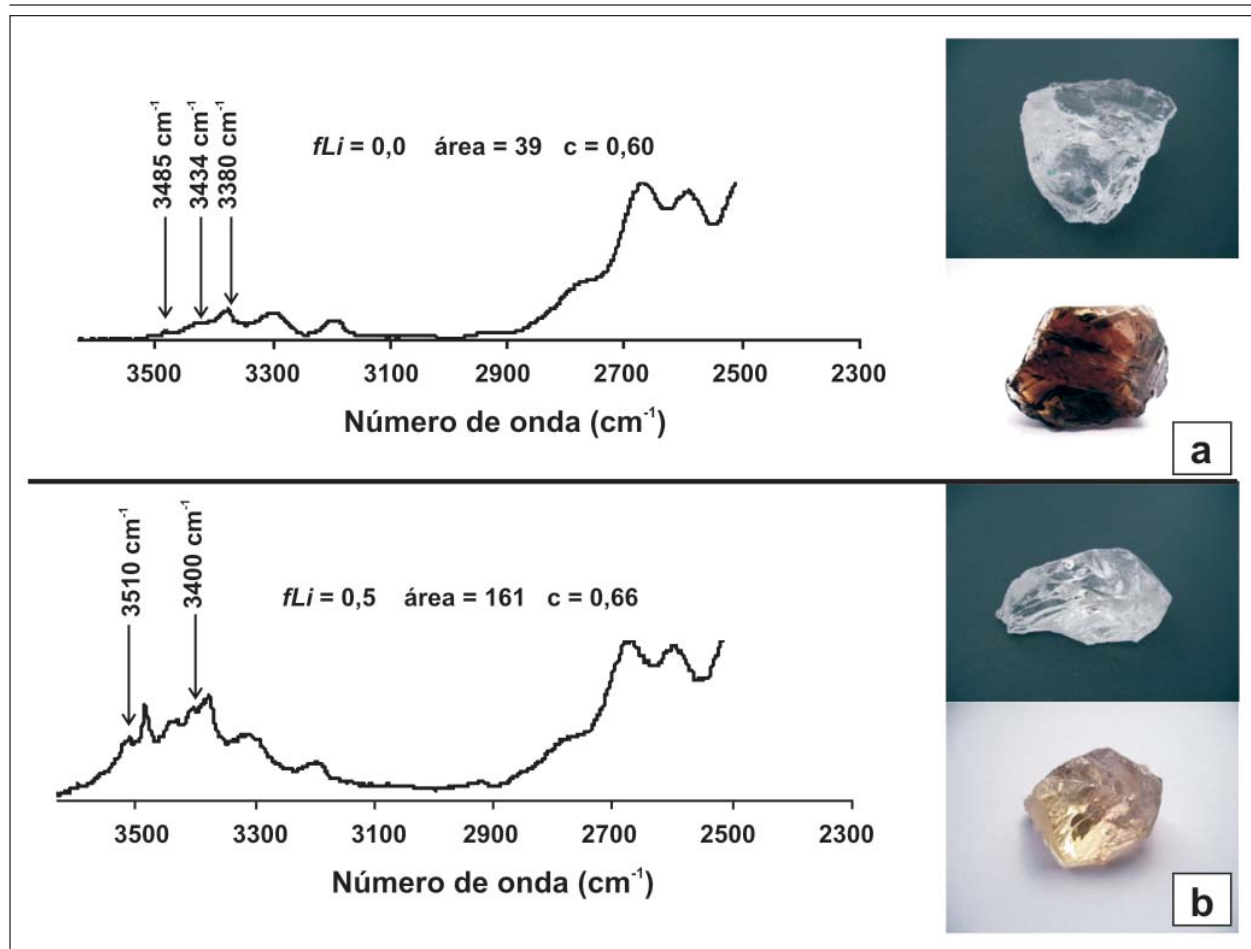 3485 cm⁻¹
3434 cm⁻¹
3380 cm⁻¹
fLi = 0,0 área = 39 c = 0,60
3500 3300 3100 2900 2700 2500 2300
Número de onda (cm⁻¹)
a
3510 cm⁻¹
3400 cm⁻¹
fLi = 0,5 área = 161 c = 0,66
3500 3300 3100 2900 2700 2500 2300
Número de onda (cm⁻¹)
b